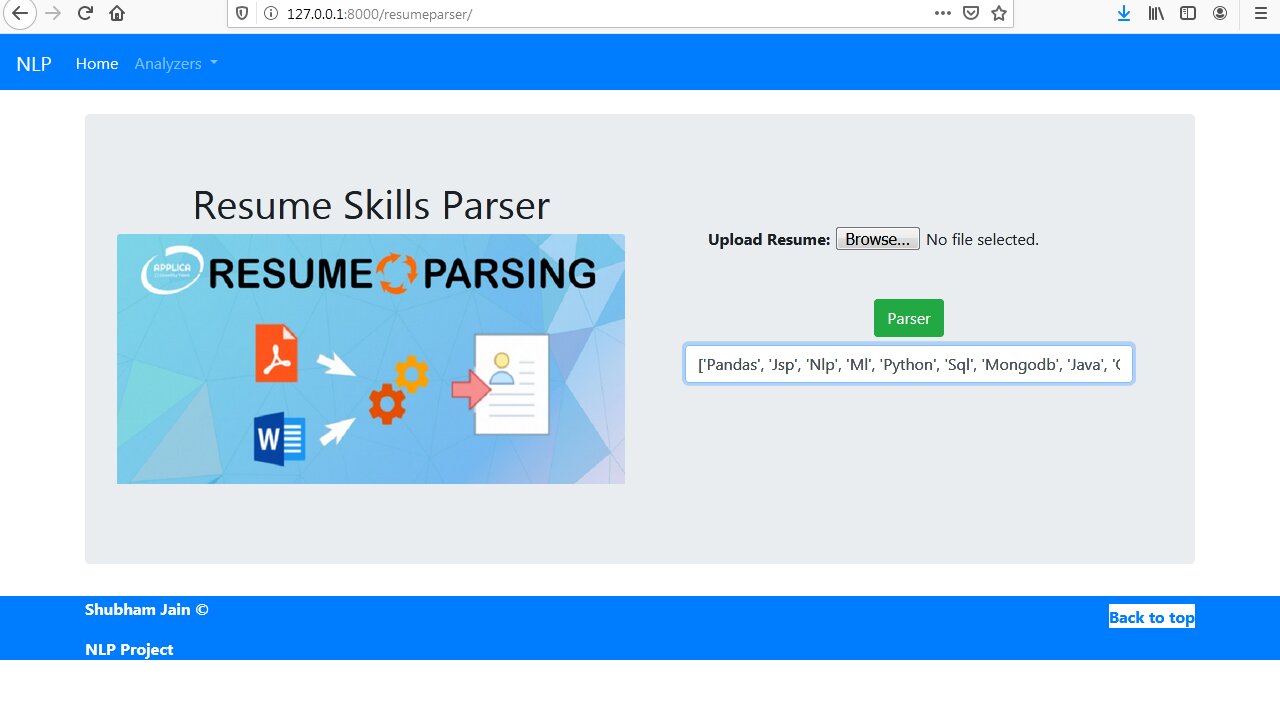 127.0.0.1:8000/resumeparser/
NLP Home Analyzers
Resume Skills Parser
APPLICA
RESUME PARSING
W
Upload Resume: Browse... No file selected.
Parser
['Pandas', 'Jsp', 'Nlp', 'Ml', 'Python', 'Sql', 'Mongodb', 'Java', '
Shubham Jain ©
Back to top
NLP Project